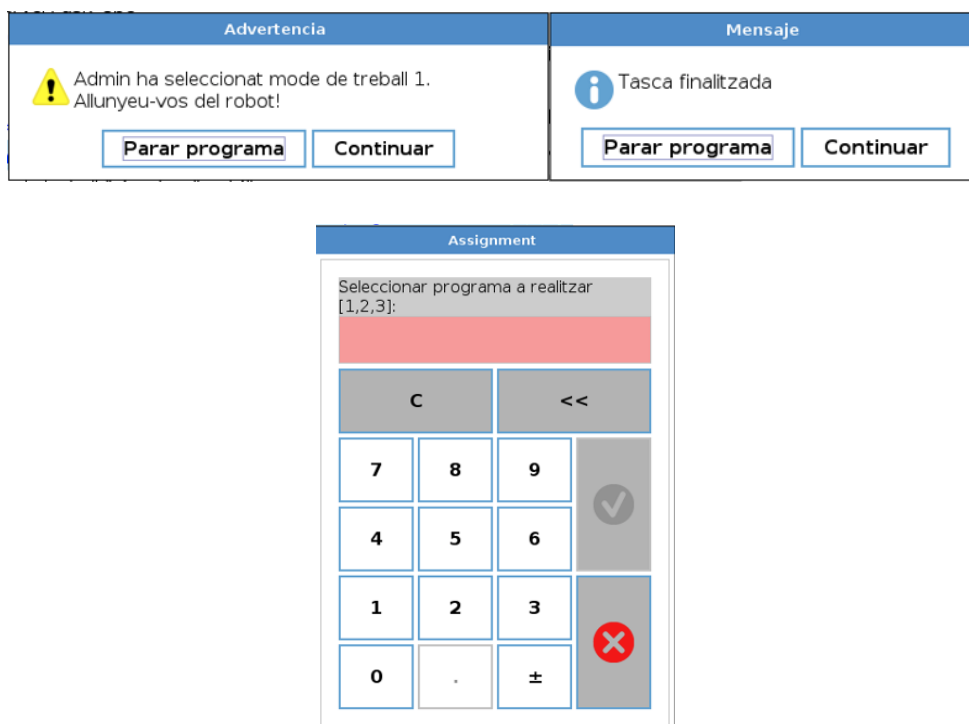 Advertencia
Admin ha seleccionat mode de treball 1.
Allunyeu-vos del robot!
Parar programa Continuar
Mensaje
Tasca finalitzada
Parar programa Continuar
Assignment
Seleccionar programa a realitzar
[1,2,3]:
C <<
7 8 9
4 5 6
1 2 3
0 . ±